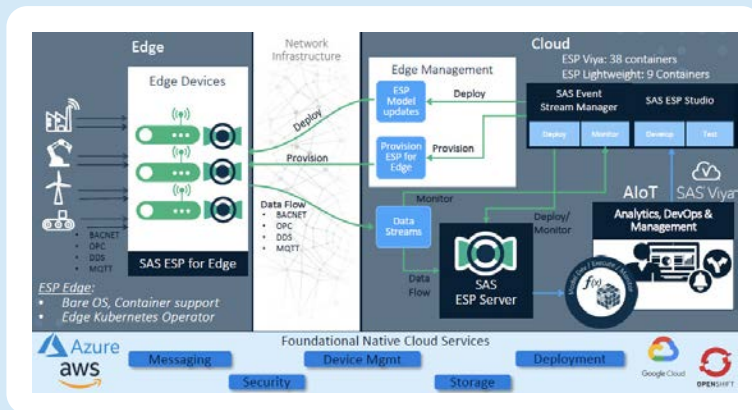 Edge
Edge Devices
BACNET
OPC
DDS
MQTT
SAS ESP for Edge
ESP Edge:
Bare OS, Container support
Edge Kubernetes Operator
Network
Infrastructure
Deploy
Provision
Data Flow
BACNET
OPC
DDS
MQTT
Edge Management
ESP
Model
updates
Deploy
Provision
ESP for
Edge
Provision
Monitor
Data
Streams
Data
Flow
Deploy/
Monitor
SAS
ESP Server
Cloud
ESP Viya: 38 containers
ESP Lightweight: 9 Containers
SAS Event
Stream Manager
SAS ESP Studio
Deploy
Monitor
Develop
Test
AIoT
SAS Viya
Analytics, DevOps &
Management
f(x)
Foundational Native Cloud Services
Azure
aws
Messaging
Device Mgmt
Deployment
Security
Storage
Google Cloud
OPENSHIFT